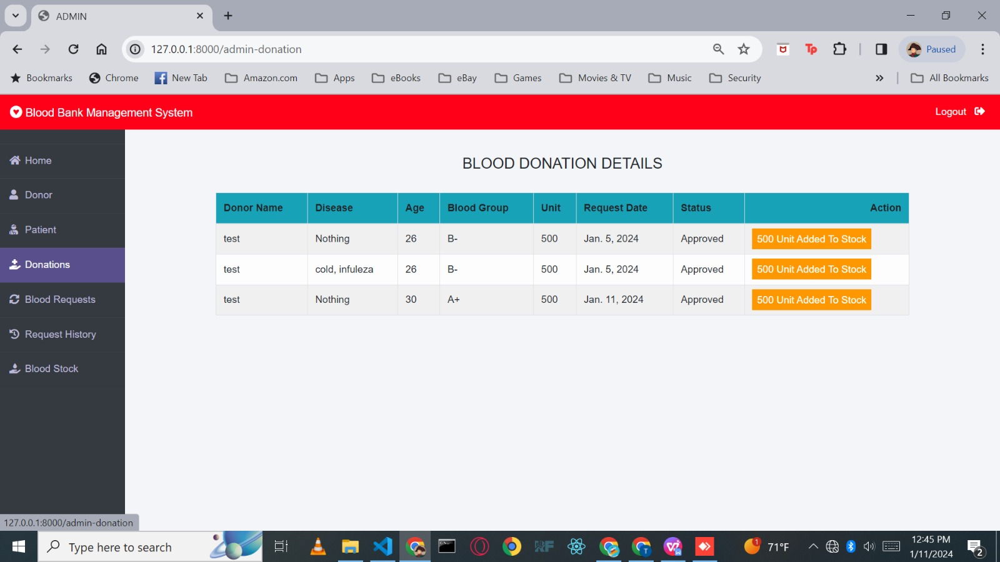 ADMIN
127.0.0.1:8000/admin-donation
Tp
Paused
Bookmarks
Chrome
New Tab
Amazon.com
Apps
eBooks
eBay
Games
Movies & TV
Music
Security
All Bookmarks
Blood Bank Management System
Logout
Home
Donor
Patient
Donations
Blood Requests
Request History
Blood Stock
BLOOD DONATION DETAILS
Donor Name Disease Age Blood Group Unit Request Date Status Action
test Nothing 26 B- 500 Jan. 5, 2024 Approved 500 Unit Added To Stock
test cold, infuleza 26 B- 500 Jan. 5, 2024 Approved 500 Unit Added To Stock
test Nothing 30 A+ 500 Jan. 11, 2024 Approved 500 Unit Added To Stock
127.0.0.1:8000/admin-donation
Type here to search
T
1
71°F
12:45 PM
1/11/2024
2